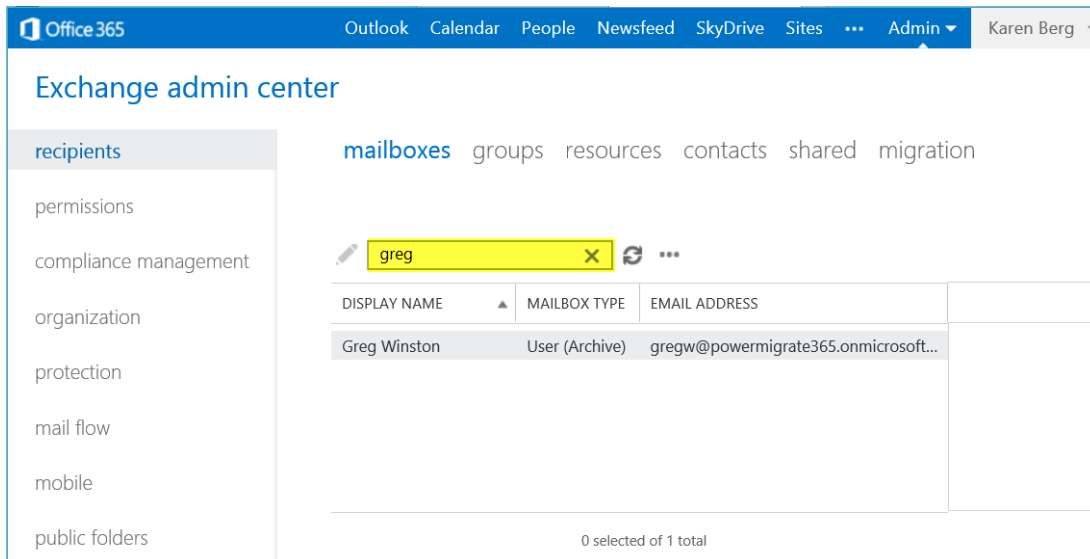 Office 365 Outlook Calendar People Newsfeed SkyDrive Sites ••• Admin Karen Berg
Exchange admin center
recipients
permissions
compliance management
organization
protection
mail flow
mobile
public folders
mailboxes groups resources contacts shared migration
greg
DISPLAY NAME MAILBOX TYPE EMAIL ADDRESS
Greg Winston User (Archive) gregw@powermigrate365.onmicrosoft...
0 selected of 1 total